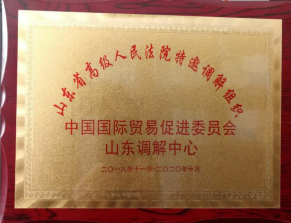 山东省高级人民法院特邀调解组织
中国国际贸易促进委员会
山东调解中心
二〇一八年十一月-二〇二〇年十月